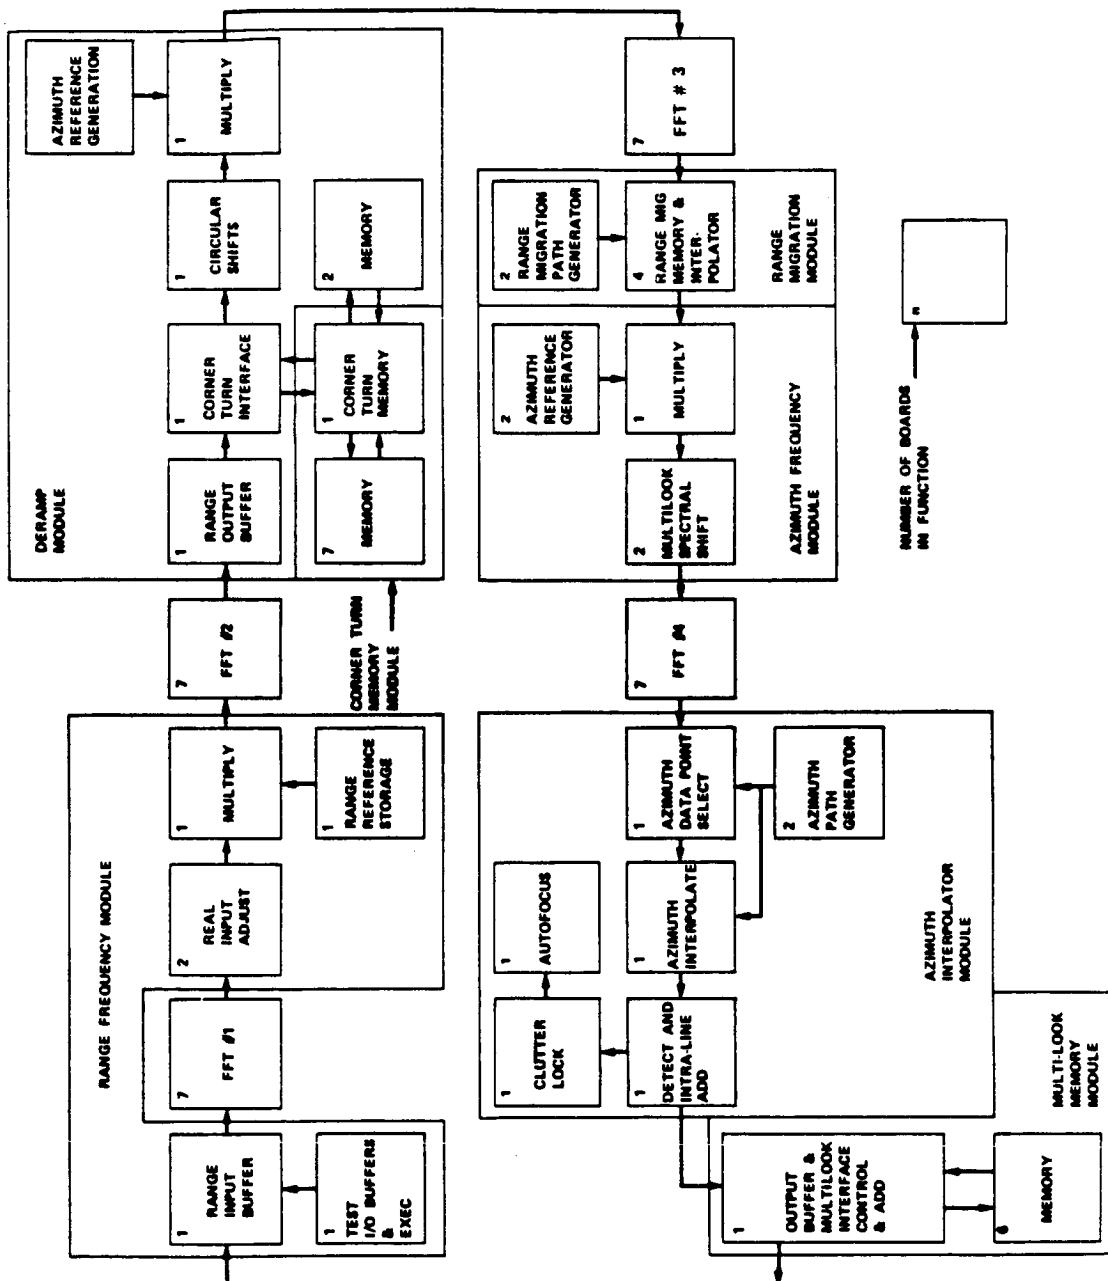 RANGE FREQUENCY MODULE
1
RANGE
INPUT
BUFFER
1
TEST
I/O BUFFERS
&
EXEC
7
FFT #1
2
REAL
INPUT
ADJUST
1
MULTIPLY
1
RANGE
REFERENCE
STORAGE
7
FFT #2
CORNER TURN
MEMORY
MODULE
DERAMP
MODULE
1
RANGE
OUTPUT
BUFFER
1
CORNER
TURN
INTERFACE
1
CIRCULAR
SHIFTS
AZIMUTH
REFERENCE
GENERATION
1
MULTIPLY
7
MEMORY
1
CORNER
TURN
MEMORY
2
MEMORY
7
FFT # 3
2
RANGE
MIGRATION
PATH
GENERATOR
4
RANGE MIG
MEMORY &
INTER-
POLATOR
RANGE
MIGRATION
MODULE
2
AZIMUTH
REFERENCE
GENERATOR
1
MULTIPLY
2
MULTILOOK
SPECTRAL
SHIFT
AZIMUTH FREQUENCY
MODULE
7
FFT #4
1
AZIMUTH
DATA POINT
SELECT
2
AZIMUTH
PATH
GENERATOR
1
AZIMUTH
INTERPOLATE
1
AUTOFOCUS
1
CLUTTER
LOCK
1
DETECT AND
INTRA-LINE
ADD
AZIMUTH
INTERPOLATOR
MODULE
1
OUTPUT
BUFFER &
MULTILOOK
INTERFACE
CONTROL
& ADD
6
MEMORY
MULTI-LOOK
MEMORY
MODULE
NUMBER OF BOARDS
IN FUNCTION
n